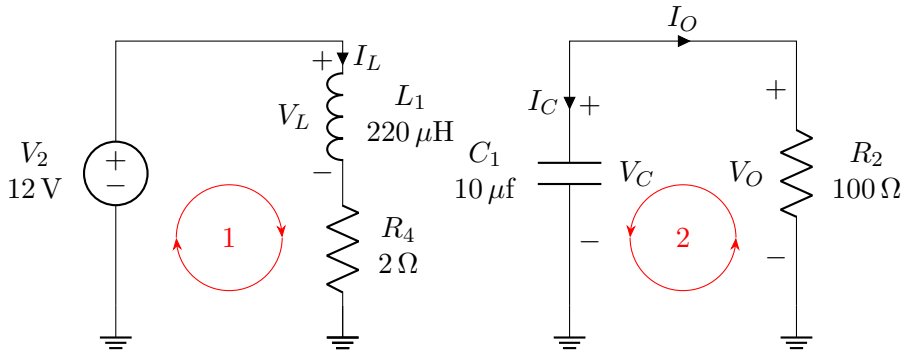 I_O
+ I_L
I_C +
+
V_L
L_1
220 μH
V_2
12 V
+
−
−
C_1
10 μf
V_C
V_O
R_2
100 Ω
1
R_4
2 Ω
−
2
−